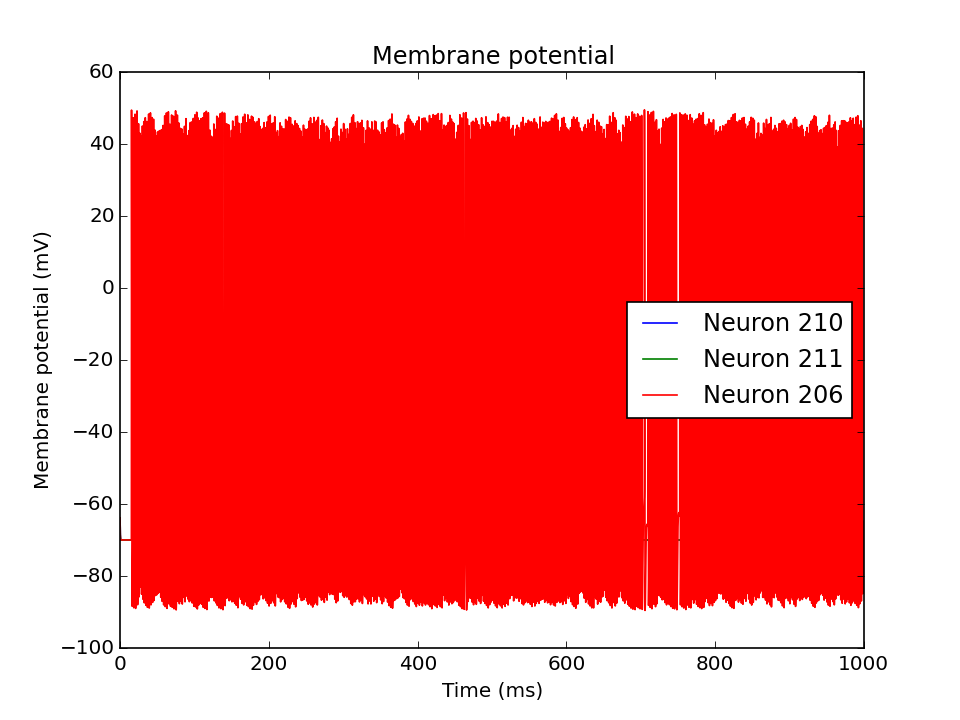 Membrane potential
60
40
20
0
−20
−40
−60
−80
−100
Membrane potential (mV)
Neuron 210
Neuron 211
Neuron 206
0 200 400 600 800 1000
Time (ms)